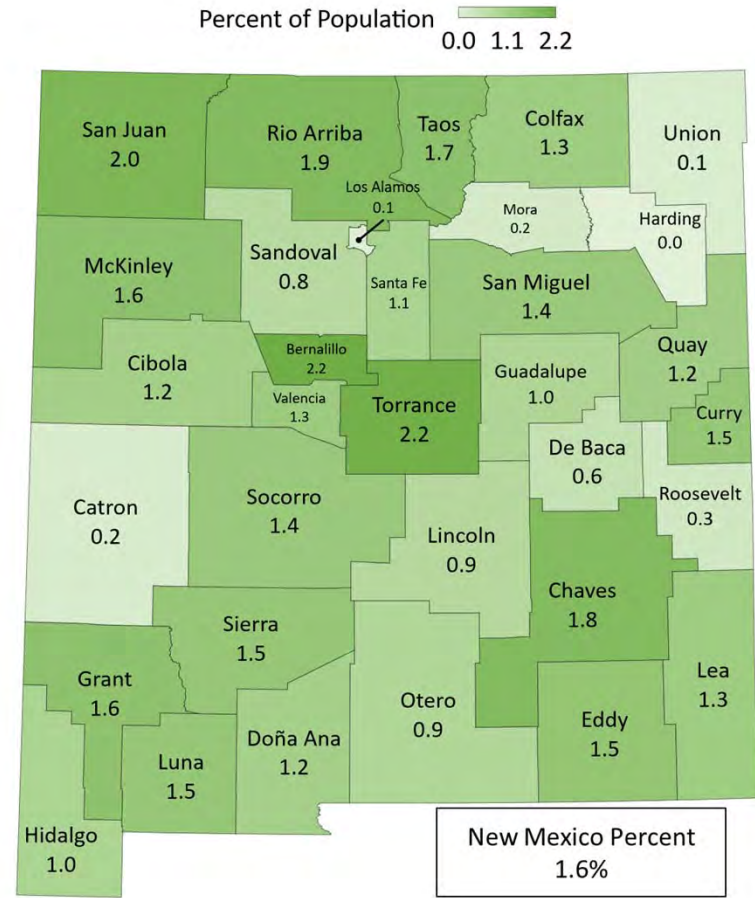 Percent of Population
0.0 1.1 2.2
San Juan
2.0
Rio Arriba
1.9
Taos
1.7
Colfax
1.3
Union
0.1
Los Alamos
0.1
Mora
0.2
Harding
0.0
McKinley
1.6
Sandoval
0.8
Santa Fe
1.1
San Miguel
1.4
Cibola
1.2
Bernalillo
2.2
Valencia
1.3
Torrance
2.2
Guadalupe
1.0
Quay
1.2
Curry
1.5
De Baca
0.6
Roosevelt
0.3
Catron
0.2
Socorro
1.4
Lincoln
0.9
Chaves
1.8
Sierra
1.5
Grant
1.6
Otero
0.9
Lea
1.3
Eddy
1.5
Luna
1.5
Doña Ana
1.2
Hidalgo
1.0
New Mexico Percent
1.6%